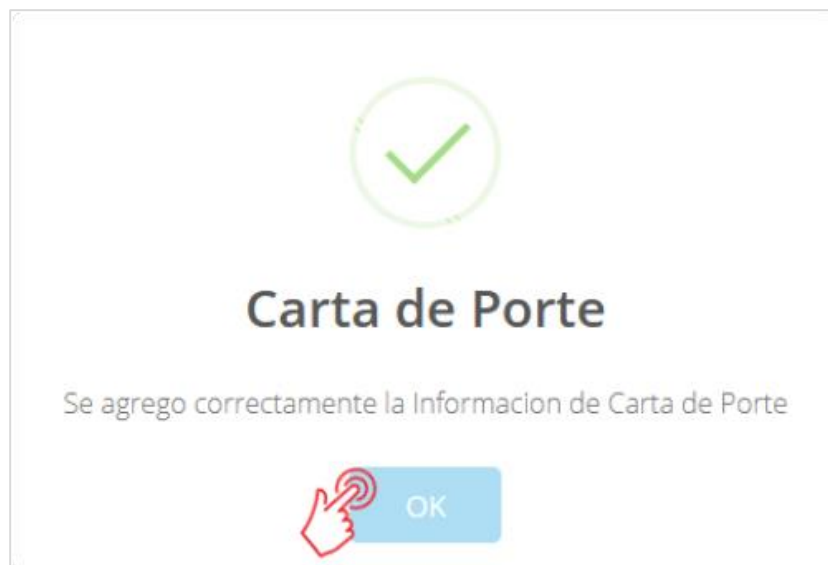 Carta de Porte
Se agrego correctamente la Informacion de Carta de Porte
OK